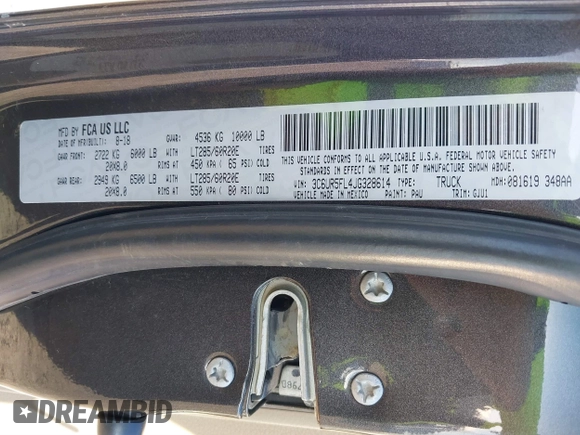 MFD BY FCA US LLC
DATE OF MFR(BUILT): 8-18 GVWR: 4536 KG 10000 LB
GAWR FRONT: 2722 KG 6000 LB WITH TIRES LT285/60R20E
20X8.0 RIMS AT 450 KPA ( 65 PSI) COLD
GAWR REAR: 2949 KG 6500 LB WITH TIRES LT285/60R20E
20X8.0 RIMS AT 550 KPA ( 80 PSI) COLD
THIS VEHICLE CONFORMS TO ALL APPLICABLE U.S.A. FEDERAL MOTOR VEHICLE SAFETY
STANDARDS IN EFFECT ON THE DATE OF MANUFACTURE SHOWN ABOVE.
VIN: 3C6UR5FL4JG328614 TYPE: TRUCK MDH: 081619 348AA
VEHICLE MADE IN MEXICO PAINT: PAU TRIM: GJU1
DREAMBID